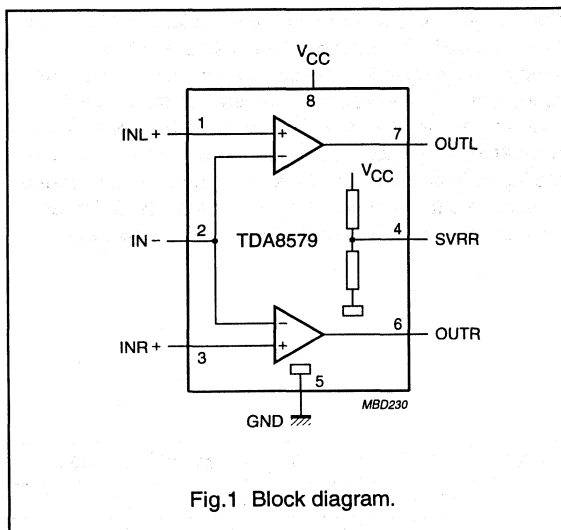 VCC
8
INL + 1 + 7 OUTL
−
VCC
IN − 2 TDA8579 4 SVRR
−
INR + 3 + 6 OUTR
5
MBD230
GND
Fig.1 Block diagram.